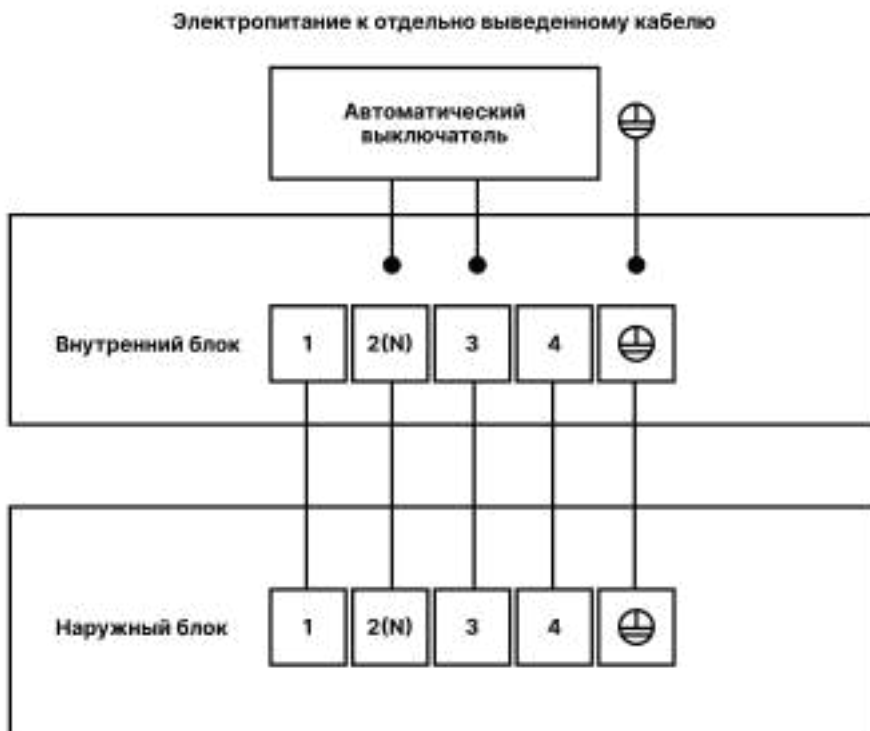 Электропитание к отдельно выведенному кабелю
Автоматический
выключатель
Внутренний блок 1 2(N) 3 4
Наружный блок 1 2(N) 3 4